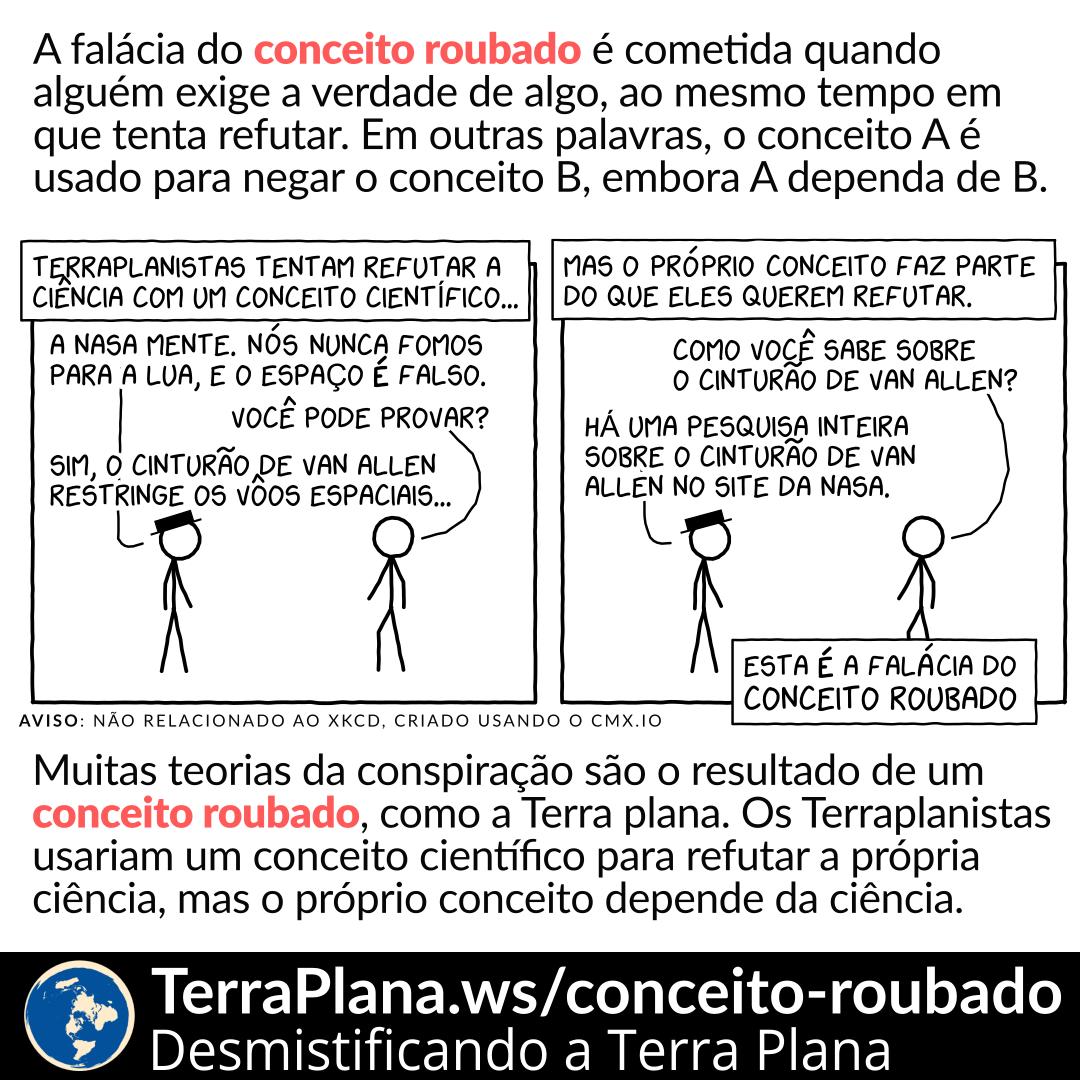 A falácia do conceito roubado é cometida quando
alguém exige a verdade de algo, ao mesmo tempo em
que tenta refutar. Em outras palavras, o conceito A é
usado para negar o conceito B, embora A dependa de B.
TERRAPLANISTAS TENTAM REFUTAR A
CIÊNCIA COM UM CONCEITO CIENTÍFICO...
A NASA MENTE. NÓS NUNCA FOMOS
PARA A LUA, E O ESPAÇO É FALSO.
VOCÊ PODE PROVAR?
SIM, O CINTURÃO DE VAN ALLEN
RESTRINGE OS VÔOS ESPACIAIS...
MAS O PRÓPRIO CONCEITO FAZ PARTE
DO QUE ELES QUEREM REFUTAR.
COMO VOCÊ SABE SOBRE
O CINTURÃO DE VAN ALLEN?
HÁ UMA PESQUISA INTEIRA
SOBRE O CINTURÃO DE VAN
ALLEN NO SITE DA NASA.
ESTA É A FALÁCIA DO
CONCEITO ROUBADO
AVISO: NÃO RELACIONADO AO XKCD, CRIADO USANDO O CMX.IO
Muitas teorias da conspiração são o resultado de um
conceito roubado, como a Terra plana. Os Terraplanistas
usariam um conceito científico para refutar a própria
ciência, mas o próprio conceito depende da ciência.
TerraPlana.ws/conceito-roubado
Desmistificando a Terra Plana